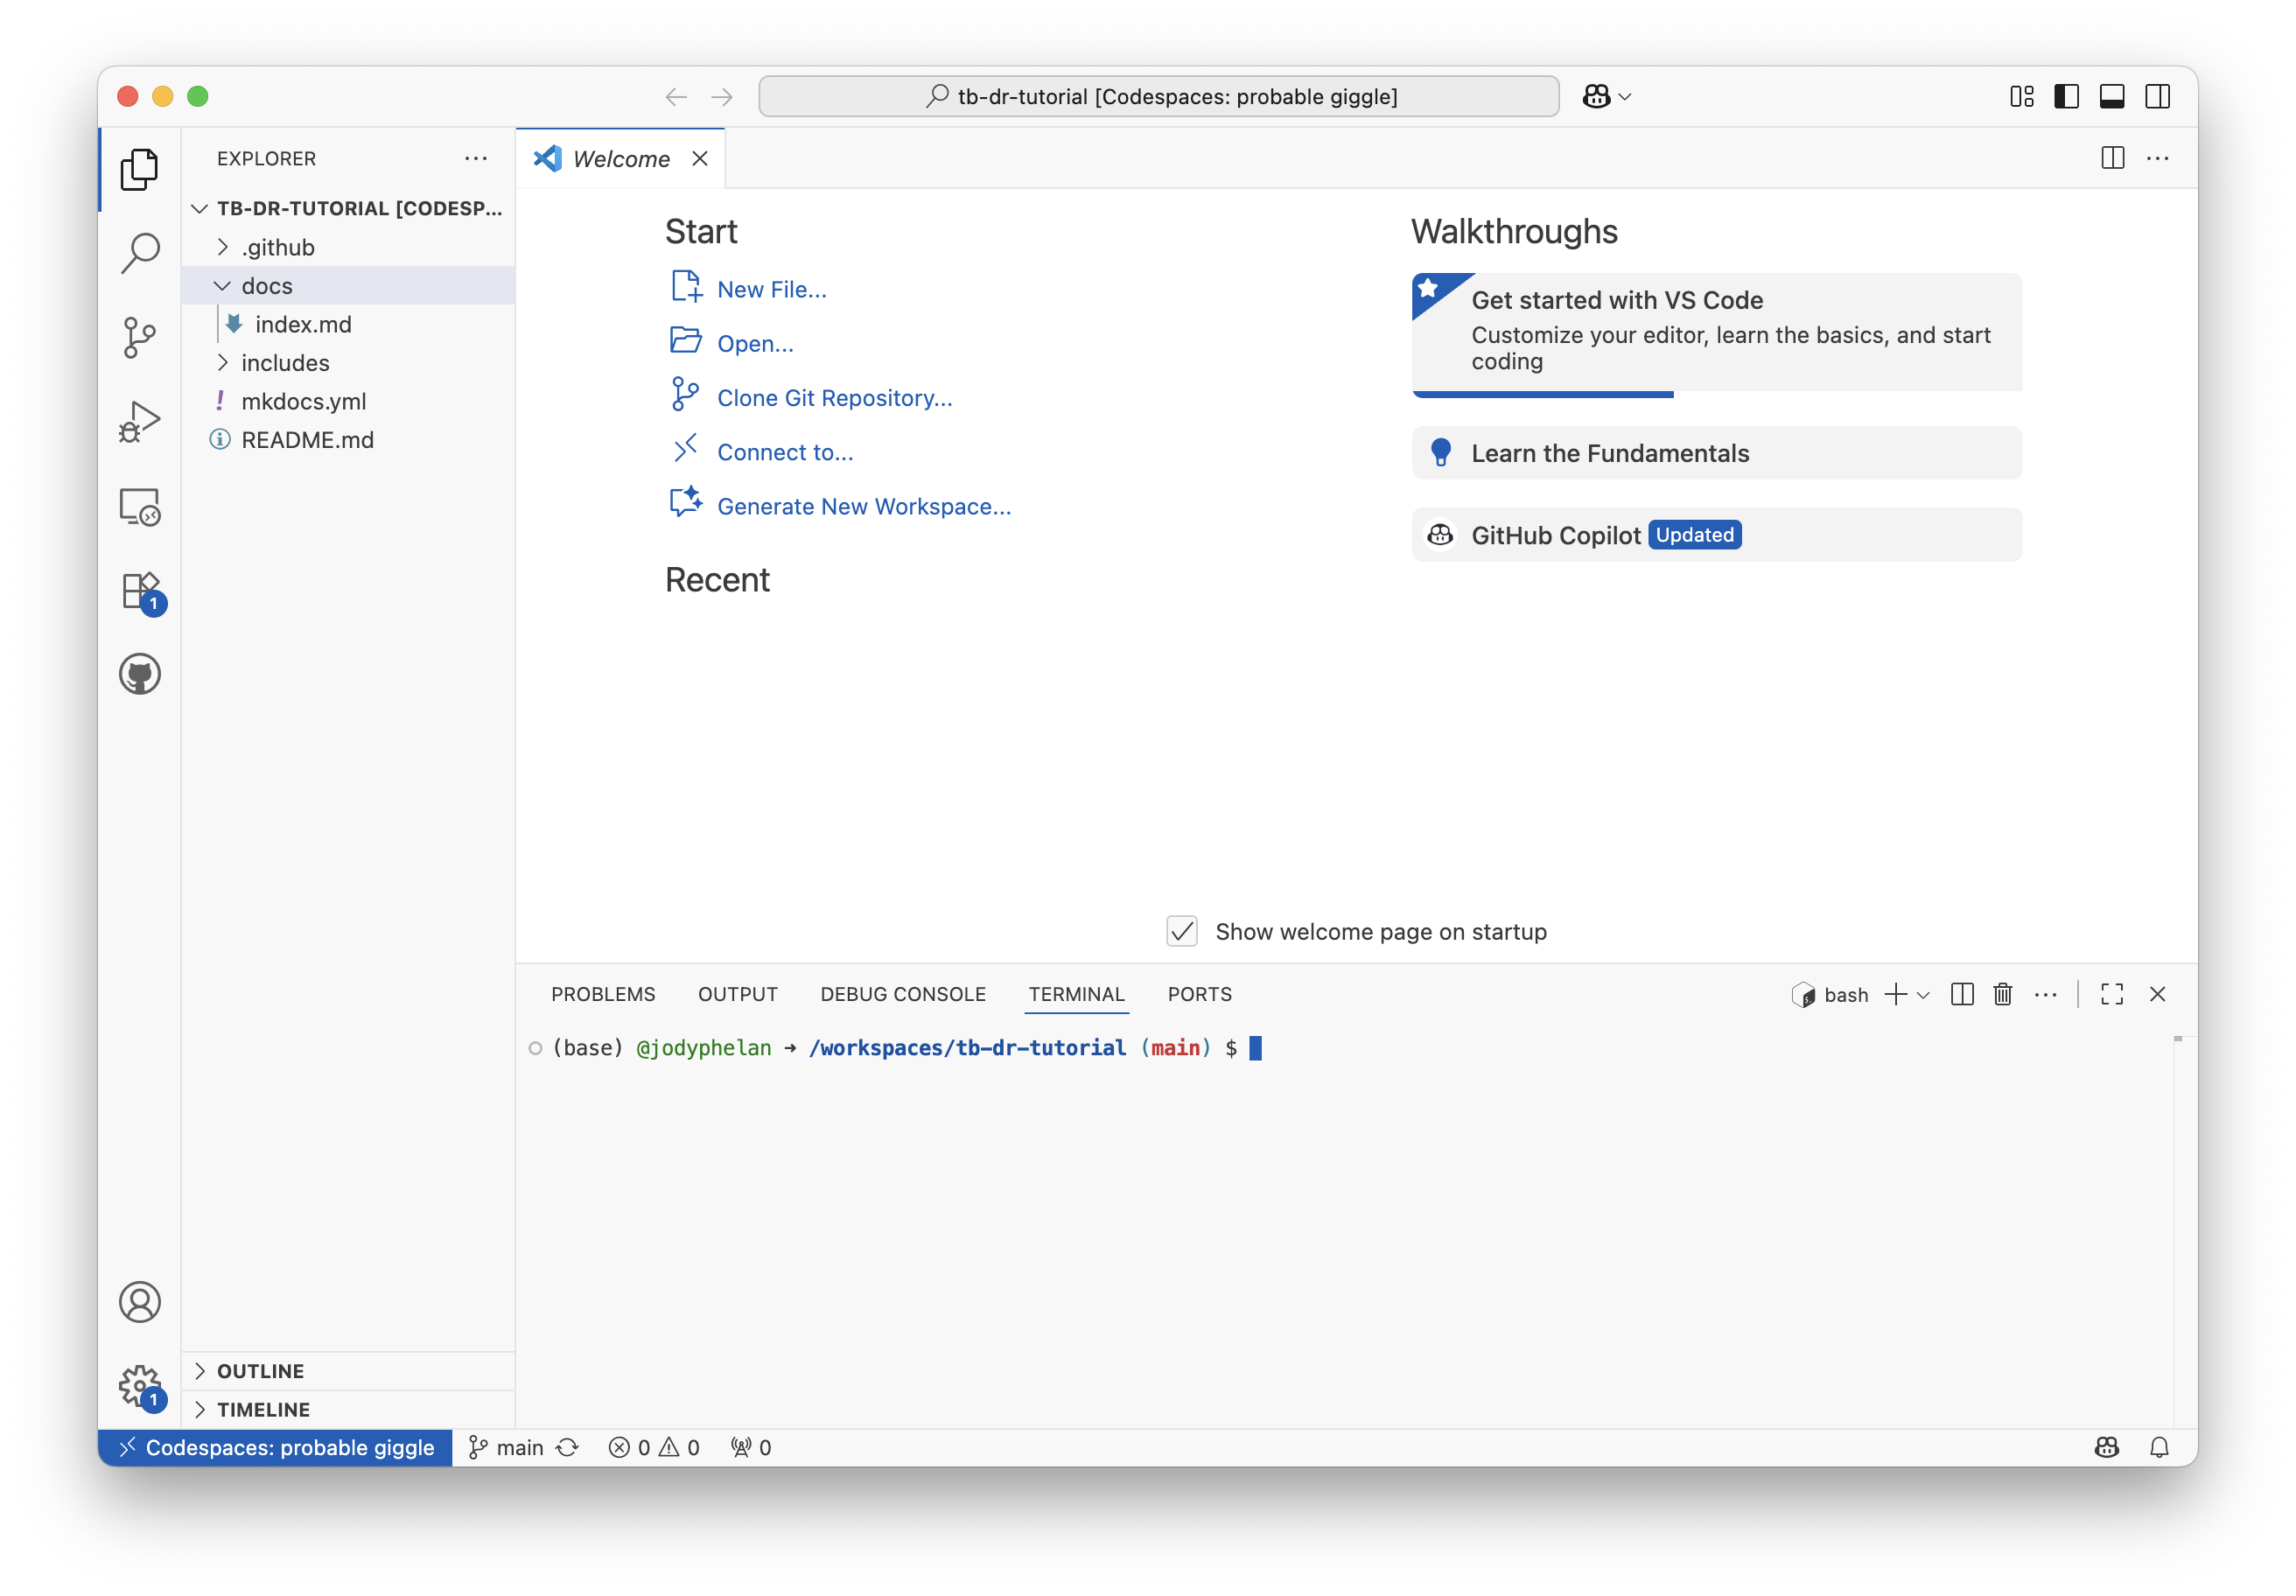 tb-dr-tutorial [Codespaces: probable giggle]
EXPLORER
TB-DR-TUTORIAL [CODESP...
.github
docs
index.md
includes
mkdocs.yml
README.md
OUTLINE
TIMELINE
1
1
Welcome
Start
New File...
Open...
Clone Git Repository...
Connect to...
Generate New Workspace...
Recent
Walkthroughs
Get started with VS Code
Customize your editor, learn the basics, and start
coding
Learn the Fundamentals
GitHub Copilot Updated
Show welcome page on startup
PROBLEMS OUTPUT DEBUG CONSOLE TERMINAL PORTS
bash
(base) @jodyphelan ➜ /workspaces/tb-dr-tutorial (main) $
Codespaces: probable giggle main 0 0 0